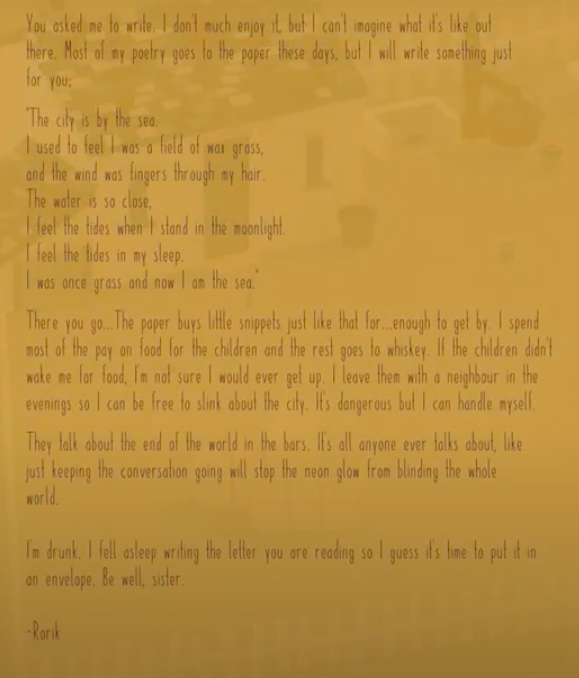 You asked me to write. I don't much enjoy it, but I can't imagine what it's like out
there. Most of my poetry goes to the paper these days, but I will write something just
for you;
"The city is by the sea.
I used to feel I was a field of wax grass,
and the wind was fingers through my hair.
The water is so close,
I feel the tides when I stand in the moonlight.
I feel the tides in my sleep.
I was once grass and now I am the sea."
There you go...The paper buys little snippets just like that for...enough to get by. I spend
most of the pay on food for the children and the rest goes to whiskey. If the children didn't
wake me for food, I'm not sure I would ever get up. I leave them with a neighbour in the
evenings so I can be free to slink about the city. It's dangerous but I can handle myself.
They talk about the end of the world in the bars. It's all anyone ever talks about, like
just keeping the conversation going will stop the neon glow from blinding the whole
world.
I'm drunk. I fell asleep writing the letter you are reading so I guess it's time to put it in
an envelope. Be well, sister.
-Rorik